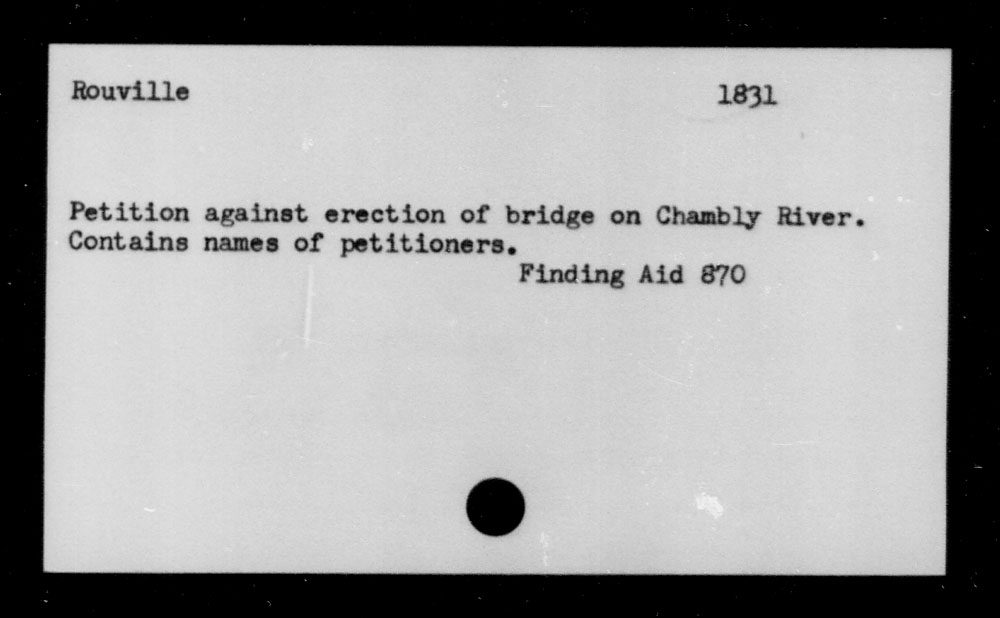 Rouville 1831
Petition against erection of bridge on Chambly River.
Contains names of petitioners.
Finding Aid 870